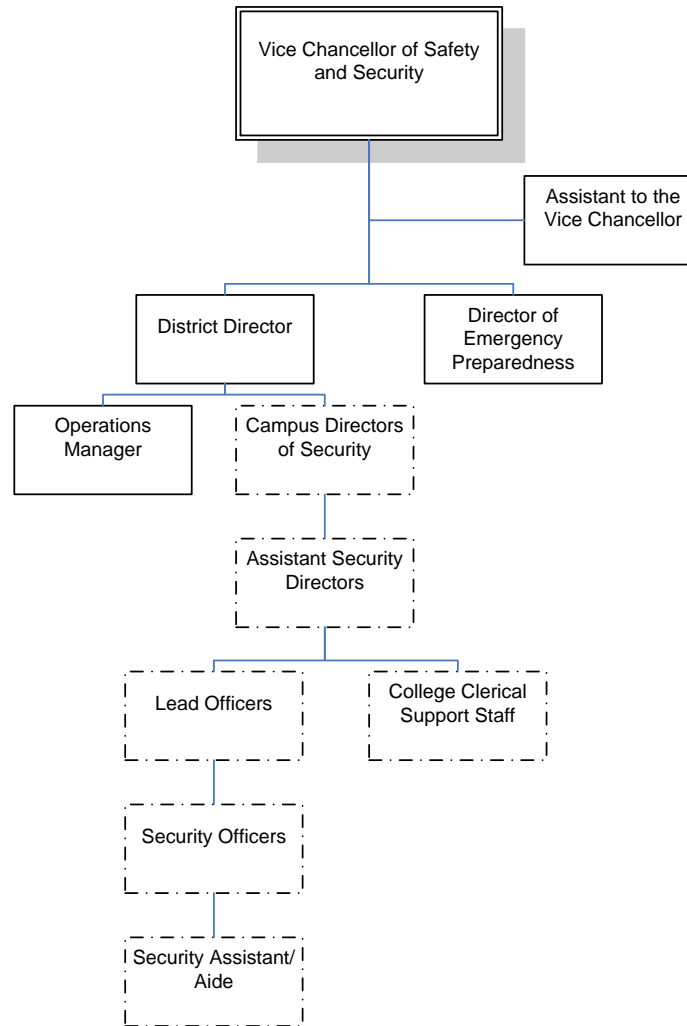 Vice Chancellor of Safety
and Security
Assistant to the
Vice Chancellor
District Director
Director of
Emergency
Preparedness
Operations
Manager
Campus Directors
of Security
Assistant Security
Directors
Lead Officers
College Clerical
Support Staff
Security Officers
Security Assistant/
Aide